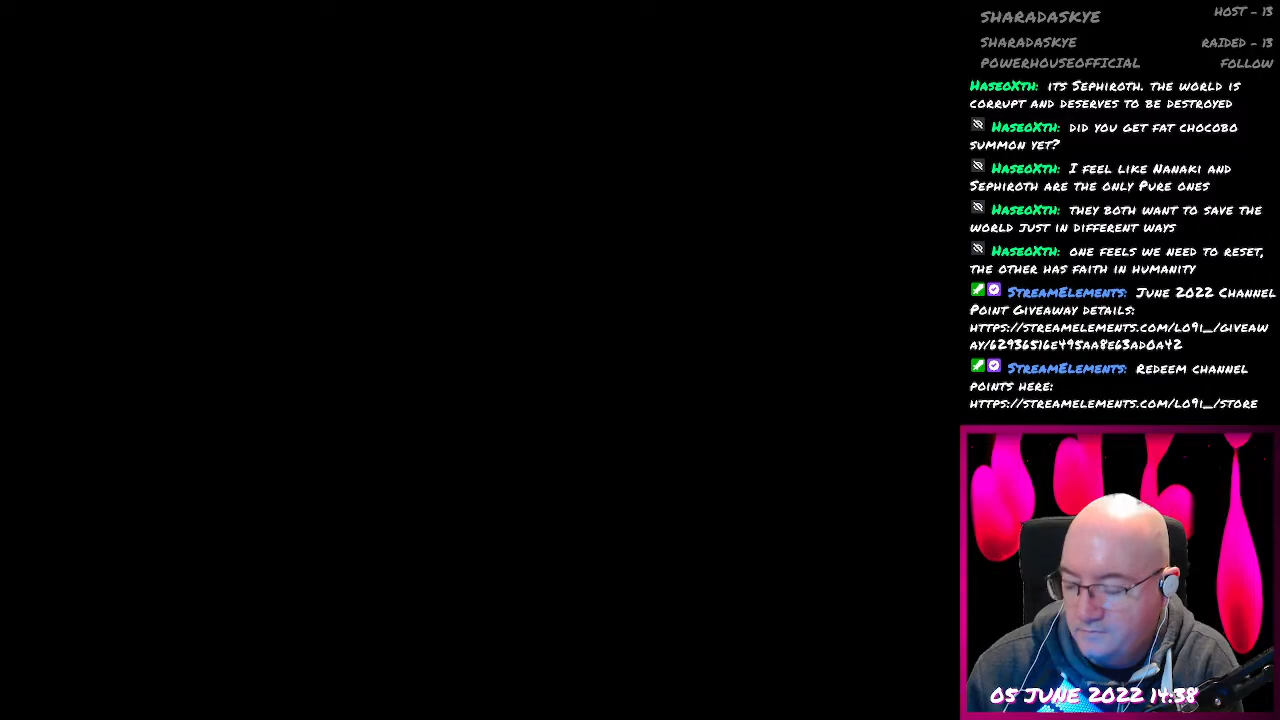 SHARADASKYE HOST - 13
SHARADASKYE RAIDED - 13
POWERHOUSEOFFICIAL FOLLOW
HaseoXth: its Sephiroth. the world is
corrupt and deserves to be destroyed
HaseoXth: did you get fat chocobo
summon yet?
HaseoXth: I feel like Nanaki and
Sephiroth are the only Pure ones
HaseoXth: they both want to save the
world just in different ways
HaseoXth: one feels we need to reset,
the other has faith in humanity
StreamElements: June 2022 Channel
Point Giveaway details:
https://streamelements.com/lo91_/giveaw
ay/62936516e495aa8e63ad0a42
StreamElements: Redeem channel
points here:
https://streamelements.com/lo91_/store
05 JUNE 2022 14:38